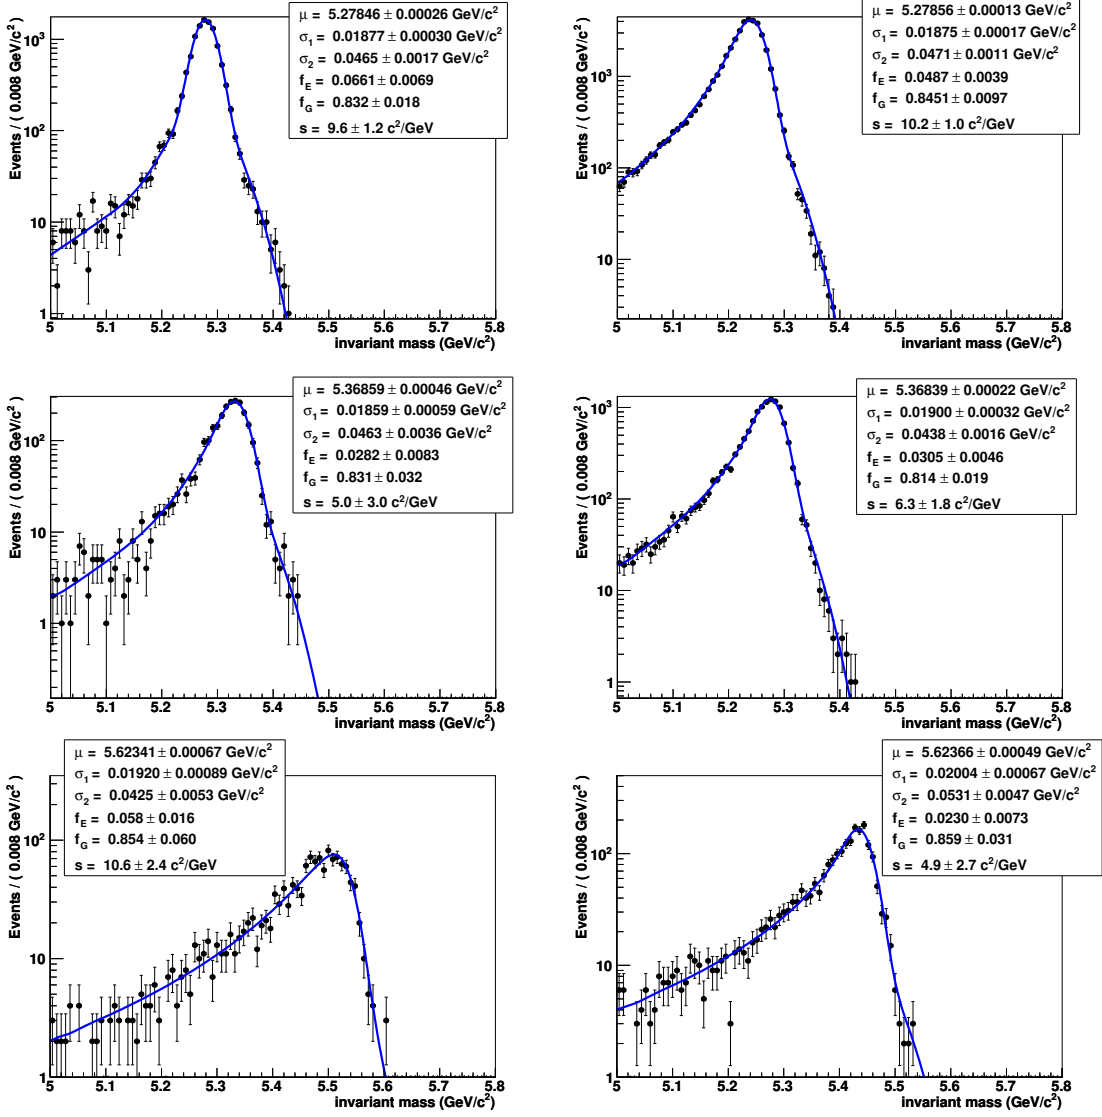 μ = 5.27846 ± 0.00026 GeV/c²
σ₁ = 0.01877 ± 0.00030 GeV/c²
σ₂ = 0.0465 ± 0.0017 GeV/c²
f_E = 0.0661 ± 0.0069
f_G = 0.832 ± 0.018
s = 9.6 ± 1.2 c²/GeV
Events / ( 0.008 GeV/c² )
10³
10²
10
1
5 5.1 5.2 5.3 5.4 5.5 5.6 5.7 5.8
invariant mass (GeV/c²)
μ = 5.27856 ± 0.00013 GeV/c²
σ₁ = 0.01875 ± 0.00017 GeV/c²
σ₂ = 0.0471 ± 0.0011 GeV/c²
f_E = 0.0487 ± 0.0039
f_G = 0.8451 ± 0.0097
s = 10.2 ± 1.0 c²/GeV
Events / ( 0.008 GeV/c² )
10³
10²
10
5 5.1 5.2 5.3 5.4 5.5 5.6 5.7 5.8
invariant mass (GeV/c²)
μ = 5.36859 ± 0.00046 GeV/c²
σ₁ = 0.01859 ± 0.00059 GeV/c²
σ₂ = 0.0463 ± 0.0036 GeV/c²
f_E = 0.0282 ± 0.0083
f_G = 0.831 ± 0.032
s = 5.0 ± 3.0 c²/GeV
Events / ( 0.008 GeV/c² )
10²
10
1
5 5.1 5.2 5.3 5.4 5.5 5.6 5.7 5.8
invariant mass (GeV/c²)
μ = 5.36839 ± 0.00022 GeV/c²
σ₁ = 0.01900 ± 0.00032 GeV/c²
σ₂ = 0.0438 ± 0.0016 GeV/c²
f_E = 0.0305 ± 0.0046
f_G = 0.814 ± 0.019
s = 6.3 ± 1.8 c²/GeV
Events / ( 0.008 GeV/c² )
10³
10²
10
1
5 5.1 5.2 5.3 5.4 5.5 5.6 5.7 5.8
invariant mass (GeV/c²)
μ = 5.62341 ± 0.00067 GeV/c²
σ₁ = 0.01920 ± 0.00089 GeV/c²
σ₂ = 0.0425 ± 0.0053 GeV/c²
f_E = 0.058 ± 0.016
f_G = 0.854 ± 0.060
s = 10.6 ± 2.4 c²/GeV
Events / ( 0.008 GeV/c² )
10²
10
1
5 5.1 5.2 5.3 5.4 5.5 5.6 5.7 5.8
invariant mass (GeV/c²)
μ = 5.62366 ± 0.00049 GeV/c²
σ₁ = 0.02004 ± 0.00067 GeV/c²
σ₂ = 0.0531 ± 0.0047 GeV/c²
f_E = 0.0230 ± 0.0073
f_G = 0.859 ± 0.031
s = 4.9 ± 2.7 c²/GeV
Events / ( 0.008 GeV/c² )
10²
10
1
5 5.1 5.2 5.3 5.4 5.5 5.6 5.7 5.8
invariant mass (GeV/c²)